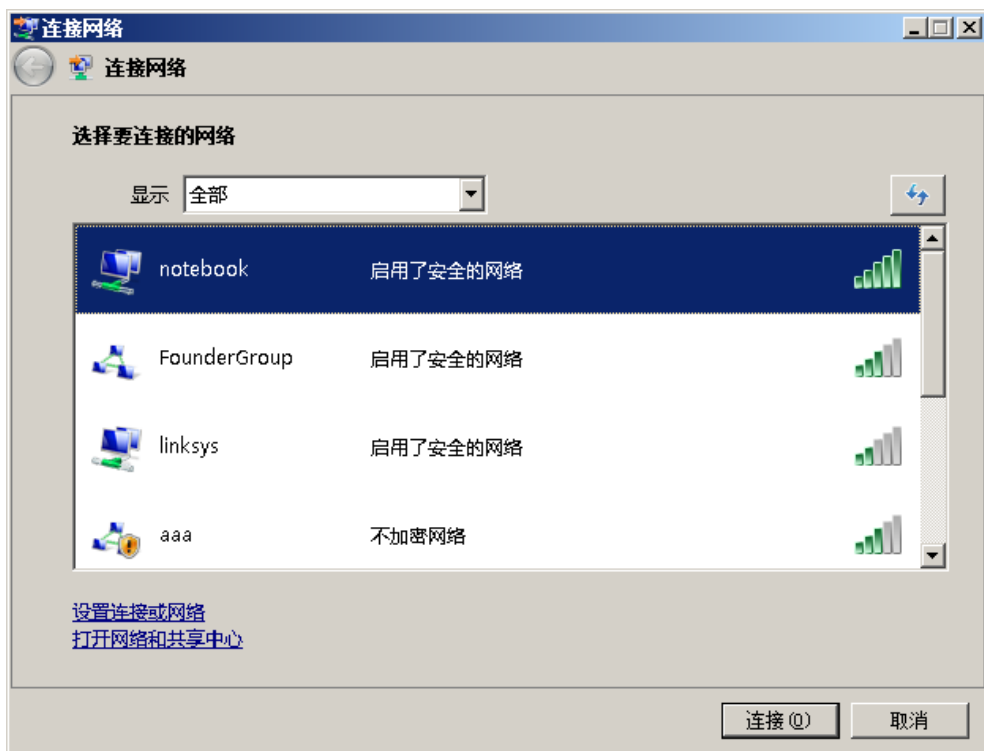 连接网络
连接网络
选择要连接的网络
显示 全部
notebook 启用了安全的网络
FounderGroup 启用了安全的网络
linksys 启用了安全的网络
aaa 不加密网络
设置连接或网络
打开网络和共享中心
连接(O) 取消